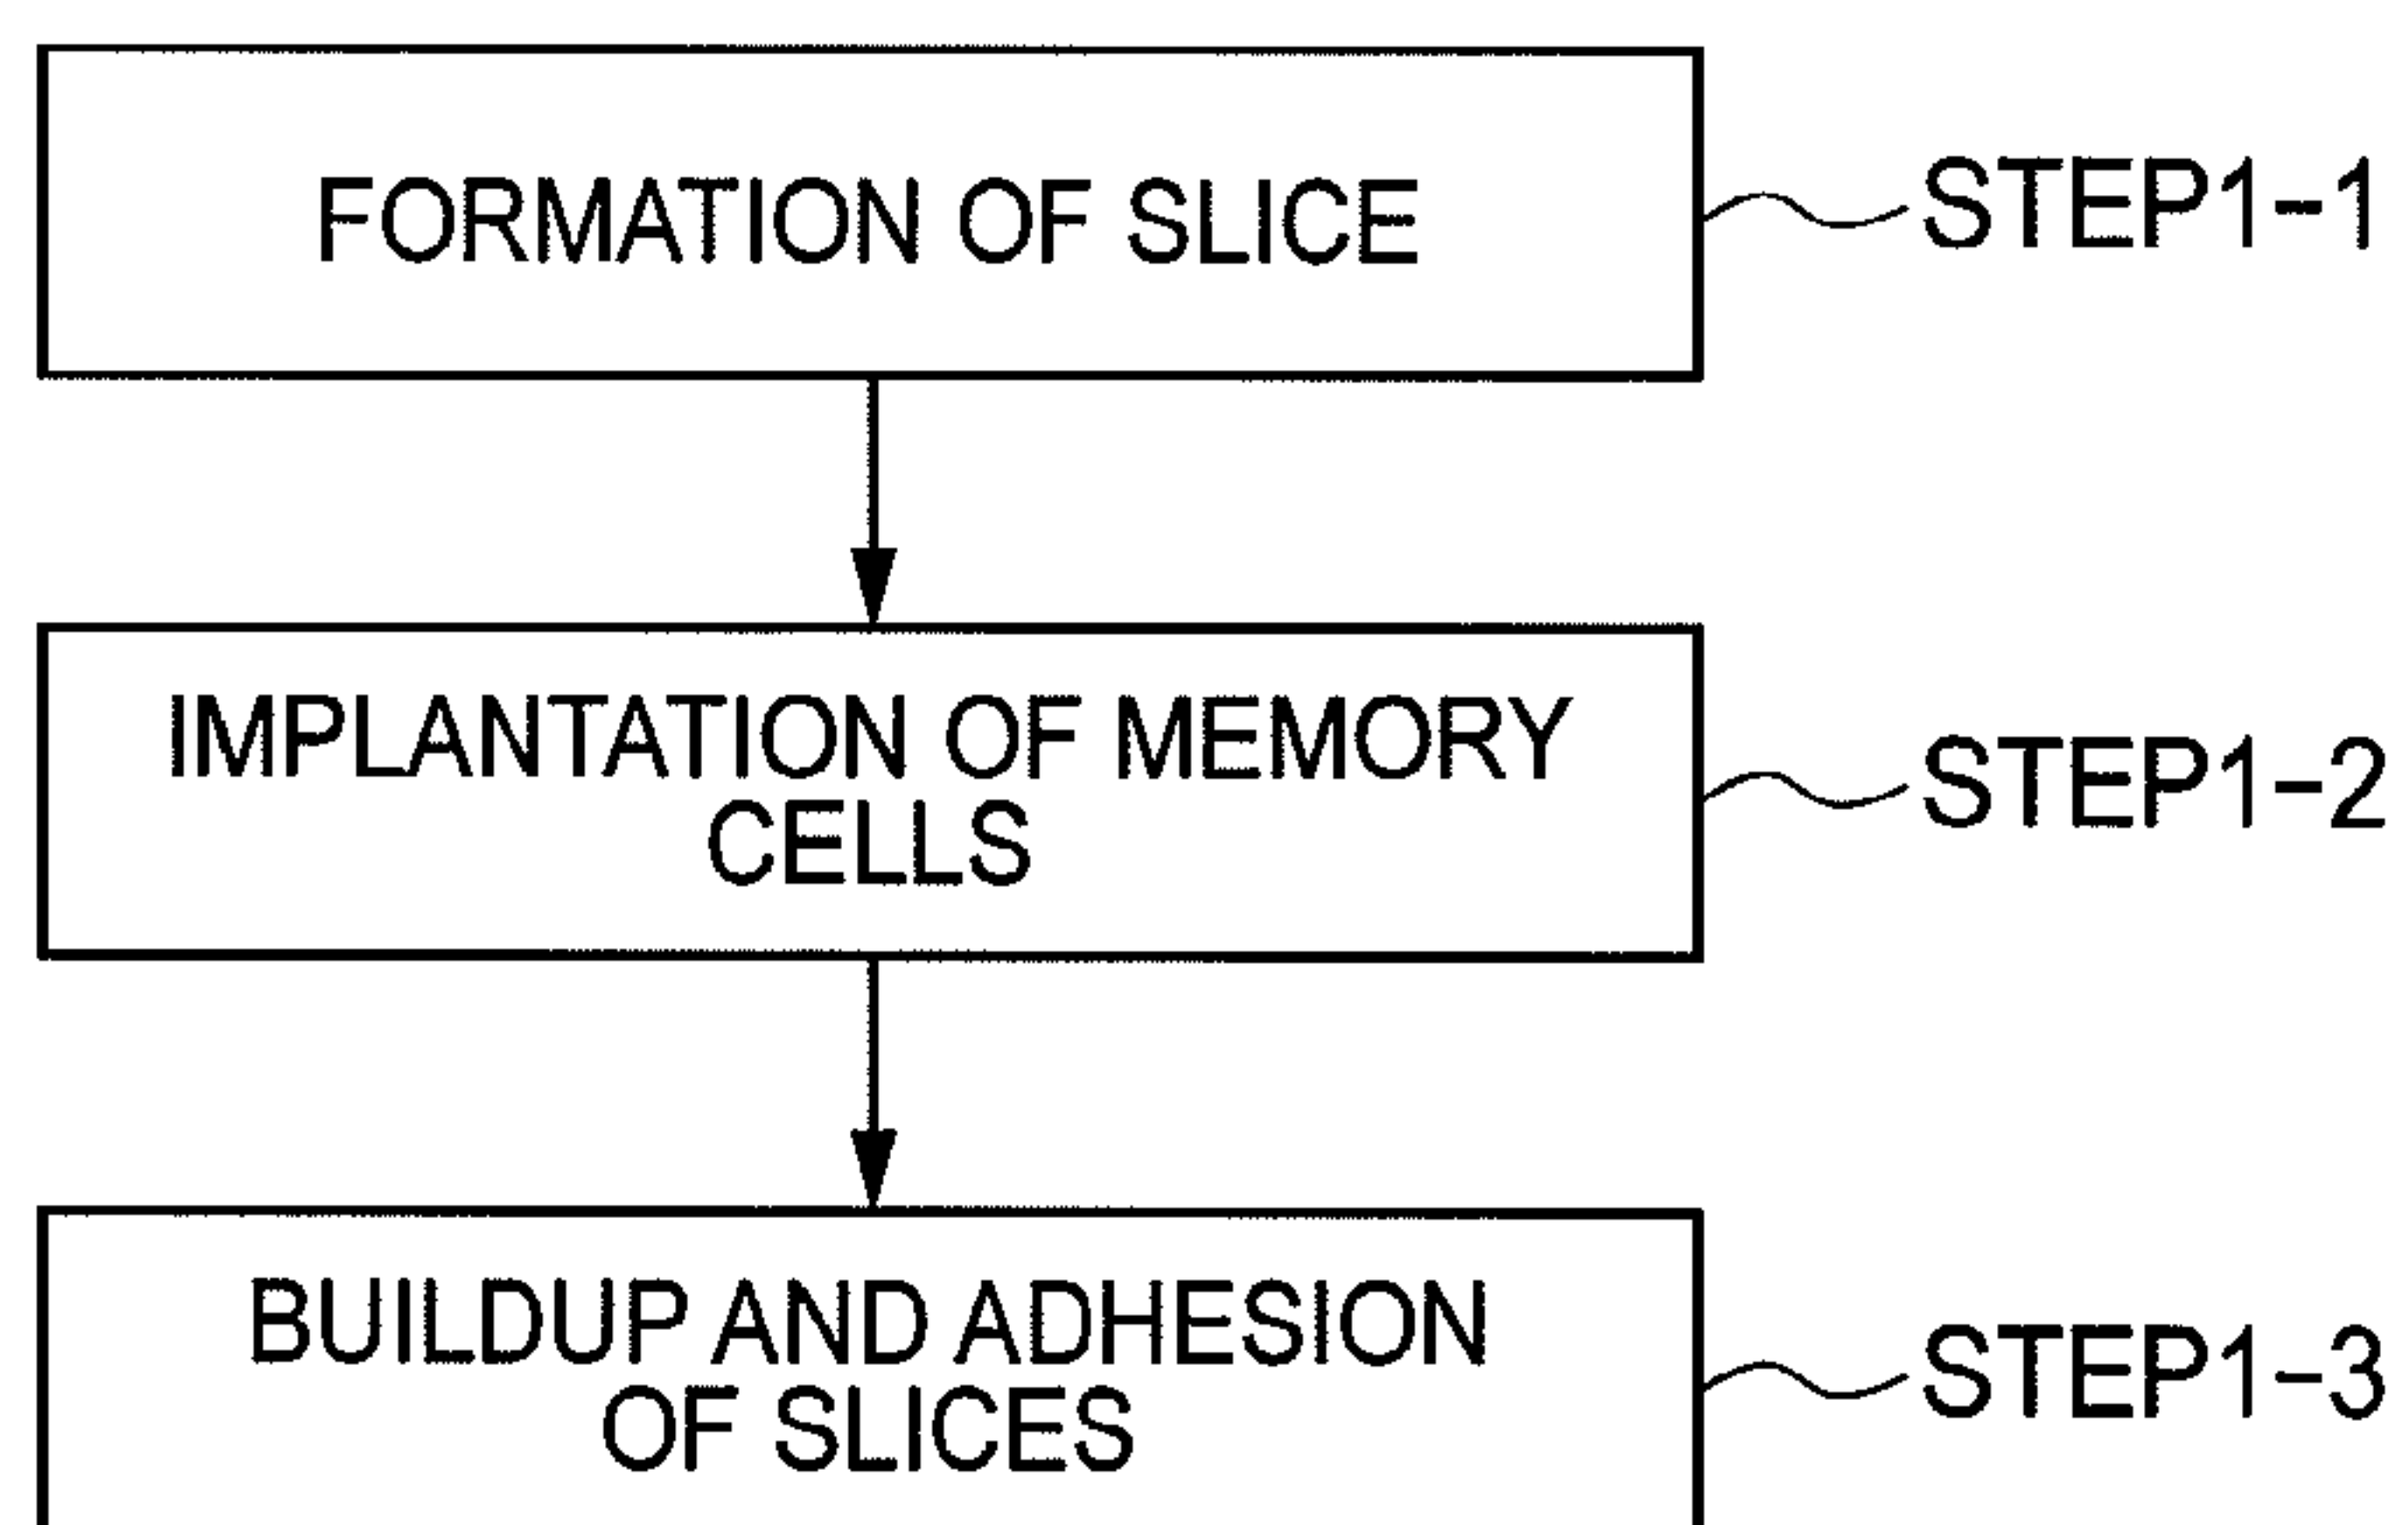 FORMATION OF SLICE
STEP1-1
IMPLANTATION OF MEMORY
CELLS
STEP1-2
BUILDUP AND ADHESION
OF SLICES
STEP1-3